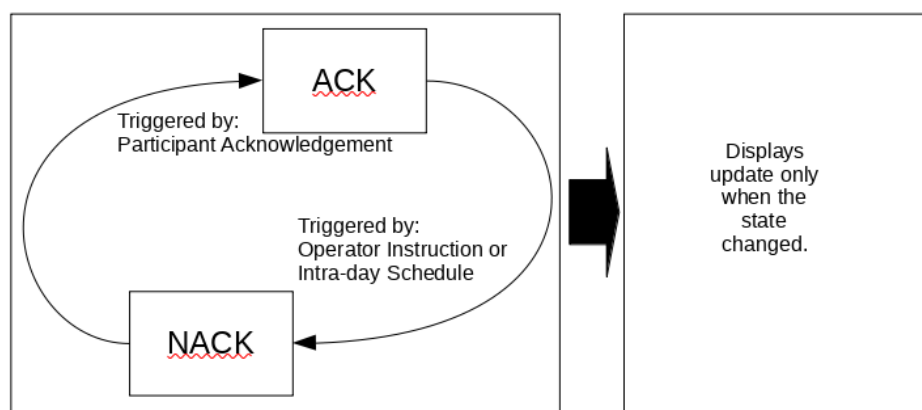 ACK
Triggered by:
Participant Acknowledgement
Triggered by:
Operator Instruction or
Intra-day Schedule
NACK
Displays
update only
when the
state
changed.